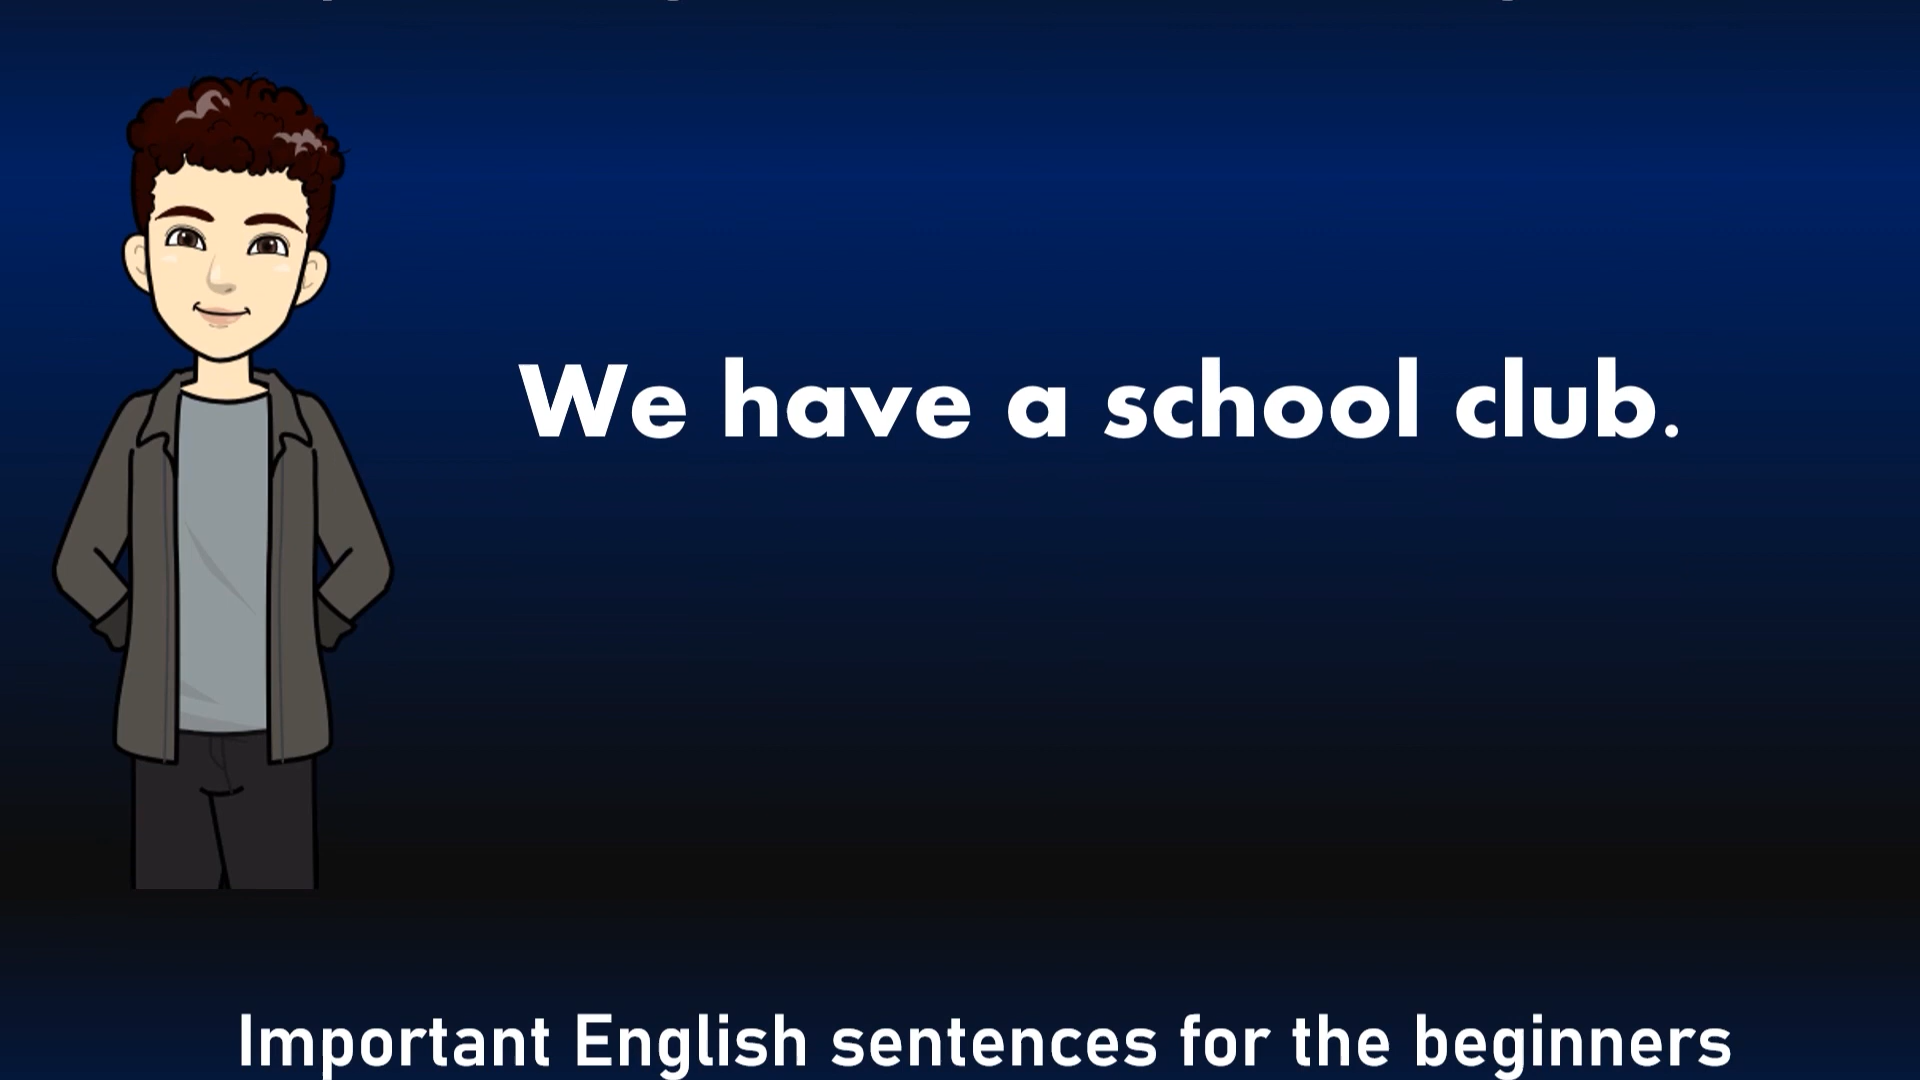 We have a school club.
Important English sentences for the beginners